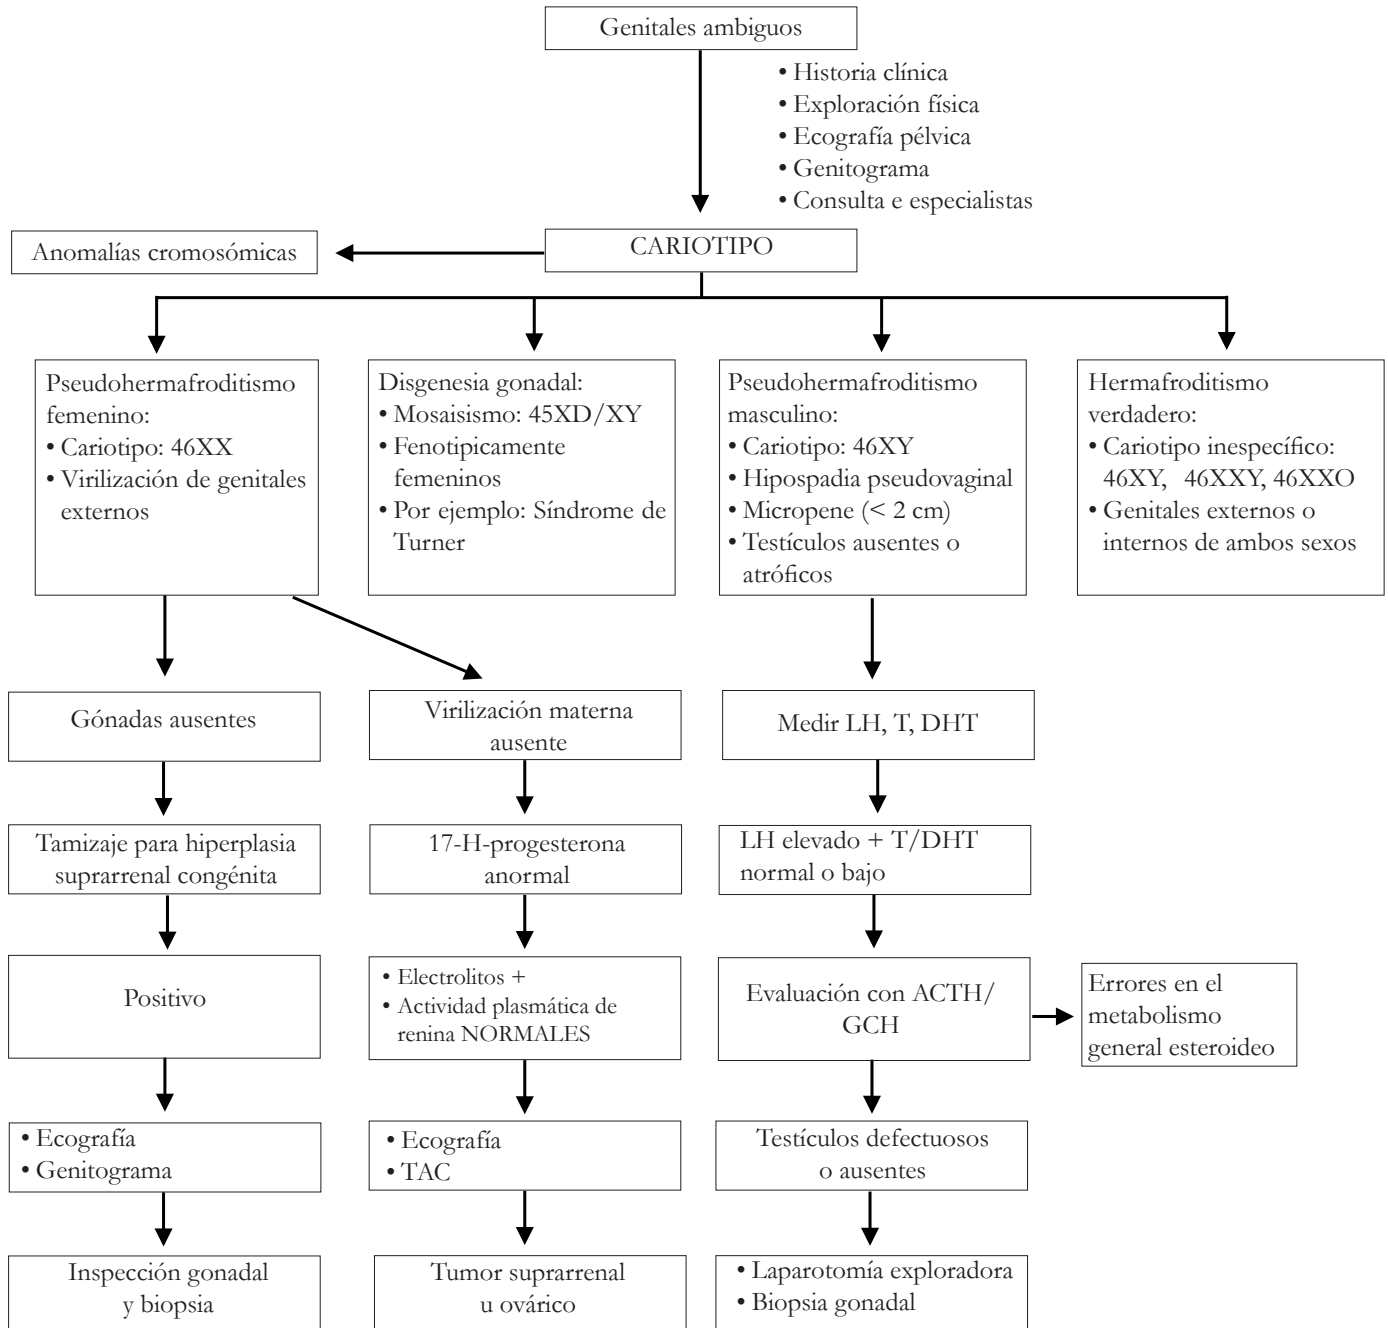 Genitales ambiguos
• Historia clínica
• Exploración física
• Ecografía pélvica
• Genitograma
• Consulta e especialistas
Anomalías cromosómicas
CARIOTIPO
Pseudohermafroditismo
femenino:
• Cariotipo: 46XX
• Virilización de genitales
externos
Disgenesia gonadal:
• Mosaisismo: 45XD/XY
• Fenotipicamente
femeninos
• Por ejemplo: Síndrome de
Turner
Pseudohermafroditismo
masculino:
• Cariotipo: 46XY
• Hipospadia pseudovaginal
• Micropene (< 2 cm)
• Testículos ausentes o
atróficos
Hermafroditismo
verdadero:
• Cariotipo inespecífico:
46XY, 46XXY, 46XXO
• Genitales externos o
internos de ambos sexos
Gónadas ausentes
Virilización materna
ausente
Medir LH, T, DHT
Tamizaje para hiperplasia
suprarrenal congénita
17-H-progesterona
anormal
LH elevado + T/DHT
normal o bajo
Positivo
• Electrolitos +
• Actividad plasmática de
renina NORMALES
Evaluación con ACTH/
GCH
Errores en el
metabolismo
general esteroideo
• Ecografía
• Genitograma
• Ecografía
• TAC
Testículos defectuosos
o ausentes
Inspección gonadal
y biopsia
Tumor suprarrenal
u ovárico
• Laparotomía exploradora
• Biopsia gonadal